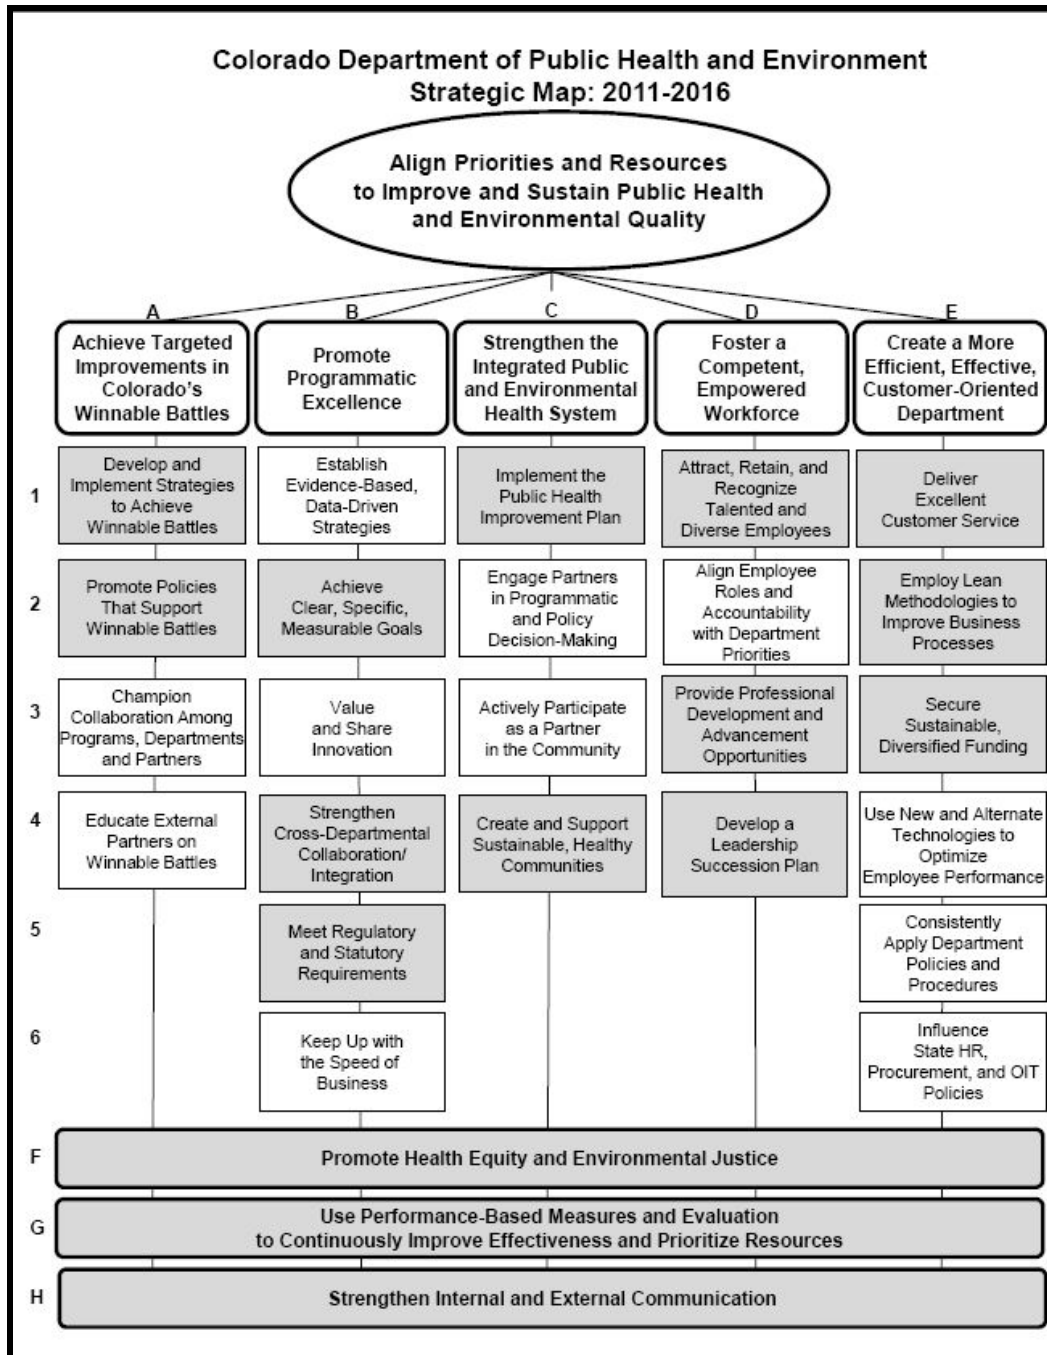 Colorado Department of Public Health and Environment
Strategic Map: 2011-2016
Align Priorities and Resources
to Improve and Sustain Public Health
and Environmental Quality
A
Achieve Targeted
Improvements in
Colorado's
Winnable Battles
B
Promote
Programmatic
Excellence
C
Strengthen the
Integrated Public
and Environmental
Health System
D
Foster a
Competent,
Empowered
Workforce
E
Create a More
Efficient, Effective,
Customer-Oriented
Department
1
Develop and
Implement Strategies
to Achieve
Winnable Battles
Establish
Evidence-Based,
Data-Driven
Strategies
Implement the
Public Health
Improvement Plan
Attract, Retain, and
Recognize
Talented and
Diverse Employees
Deliver
Excellent
Customer Service
2
Promote Policies
That Support
Winnable Battles
Achieve
Clear, Specific,
Measurable Goals
Engage Partners
in Programmatic
and Policy
Decision-Making
Align Employee
Roles and
Accountability
with Department
Priorities
Employ Lean
Methodologies to
Improve Business
Processes
3
Champion
Collaboration Among
Programs, Departments
and Partners
Value
and Share
Innovation
Actively Participate
as a Partner
in the Community
Provide Professional
Development and
Advancement
Opportunities
Secure
Sustainable,
Diversified Funding
4
Educate External
Partners on
Winnable Battles
Strengthen
Cross-Departmental
Collaboration/
Integration
Create and Support
Sustainable, Healthy
Communities
Develop a
Leadership
Succession Plan
Use New and Alternate
Technologies to
Optimize
Employee Performance
5
Meet Regulatory
and Statutory
Requirements
Consistently
Apply Department
Policies and
Procedures
6
Keep Up with
the Speed of
Business
Influence
State HR,
Procurement, and OIT
Policies
F
Promote Health Equity and Environmental Justice
G
Use Performance-Based Measures and Evaluation
to Continuously Improve Effectiveness and Prioritize Resources
H
Strengthen Internal and External Communication